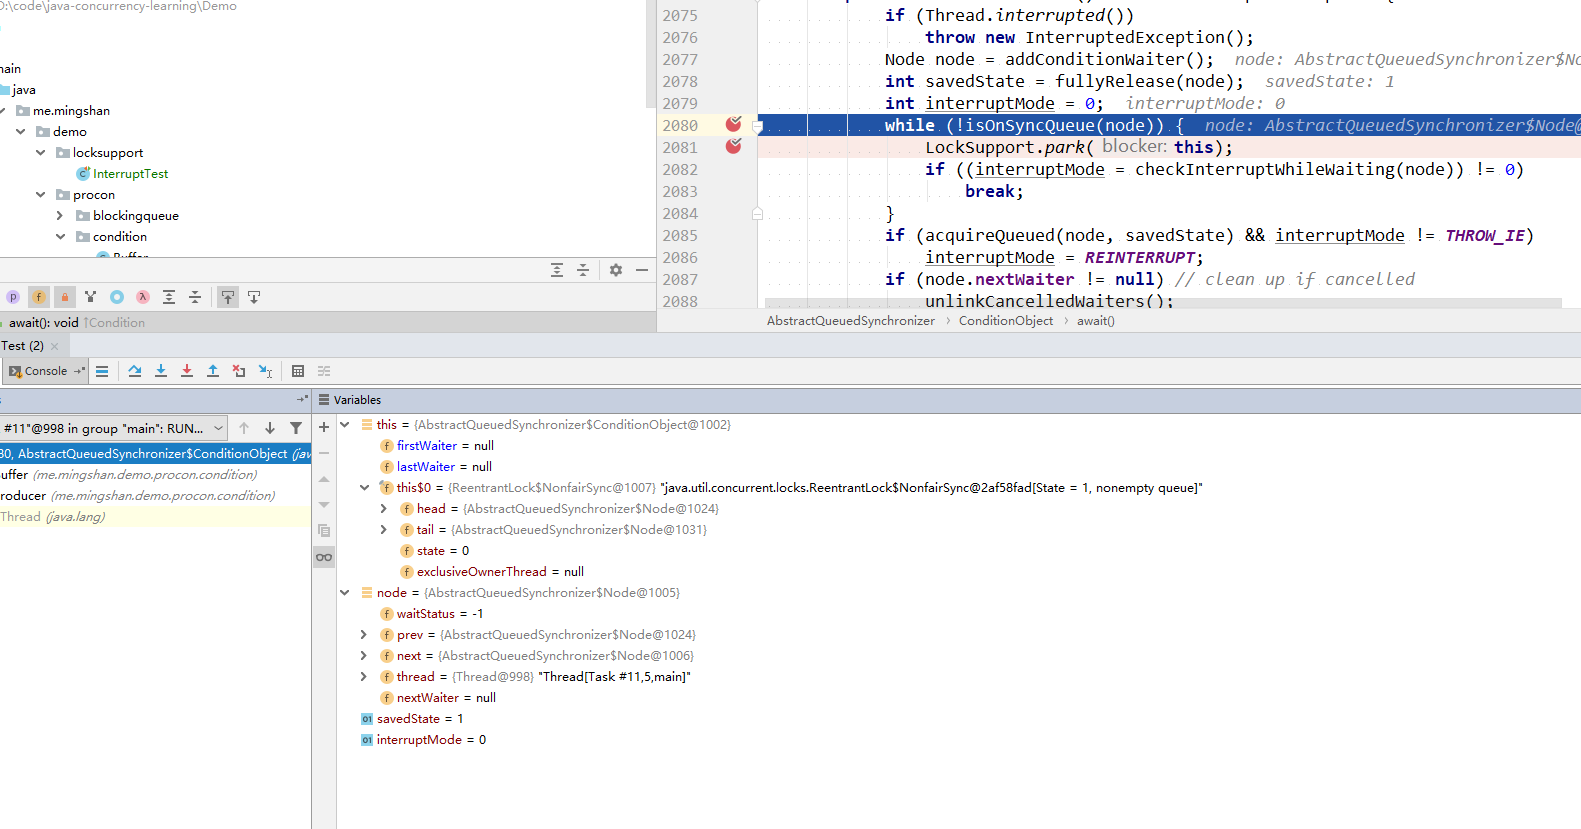 D:\code\java-concurrency-learning\Demo
main
java
me.mingshan
demo
locksupport
InterruptTest
procon
blockingqueue
condition
Buffer
await(): void ↑Condition
2075 if (Thread.interrupted())
2076 throw new InterruptedException();
2077 Node node = addConditionWaiter(); node: AbstractQueuedSynchronizer$No
2078 int savedState = fullyRelease(node); savedState: 1
2079 int interruptMode = 0; interruptMode: 0
2080 while (!isOnSyncQueue(node)) { node: AbstractQueuedSynchronizer$Node@
2081 LockSupport.park( blocker: this);
2082 if ((interruptMode = checkInterruptWhileWaiting(node)) != 0)
2083 break;
2084 }
2085 if (acquireQueued(node, savedState) && interruptMode != THROW_IE)
2086 interruptMode = REINTERRUPT;
2087 if (node.nextWaiter != null) // clean up if cancelled
2088 unlinkCancelledWaiters();
AbstractQueuedSynchronizer › ConditionObject › await()
Test (2) ×
Console
#11"@998 in group "main": RUN...
80, AbstractQueuedSynchronizer$ConditionObject (jav
uffer (me.mingshan.demo.procon.condition)
roducer (me.mingshan.demo.procon.condition)
Thread (java.lang)
Variables
this = {AbstractQueuedSynchronizer$ConditionObject@1002}
firstWaiter = null
lastWaiter = null
this$0 = {ReentrantLock$NonfairSync@1007} "java.util.concurrent.locks.ReentrantLock$NonfairSync@2af58fad[State = 1, nonempty queue]"
head = {AbstractQueuedSynchronizer$Node@1024}
tail = {AbstractQueuedSynchronizer$Node@1031}
state = 0
exclusiveOwnerThread = null
node = {AbstractQueuedSynchronizer$Node@1005}
waitStatus = -1
prev = {AbstractQueuedSynchronizer$Node@1024}
next = {AbstractQueuedSynchronizer$Node@1006}
thread = {Thread@998} "Thread[Task #11,5,main]"
nextWaiter = null
savedState = 1
interruptMode = 0